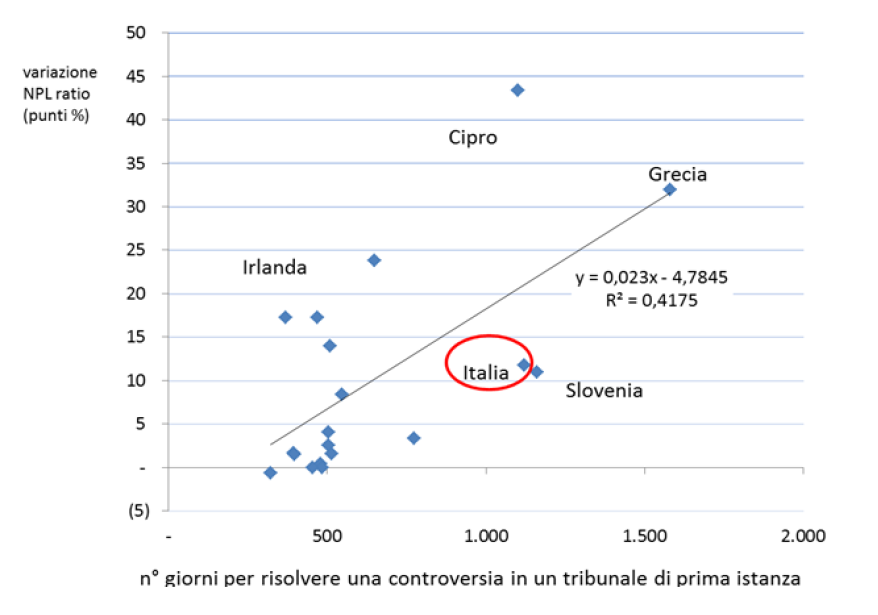 50
variazione
NPL ratio
(punti %)
45
40
Cipro
35
Grecia
30
25
Irlanda
y = 0,023x - 4,7845
20
R² = 0,4175
15
Italia
10
Slovenia
5
-
(5)
- 500 1.000 1.500 2.000
n° giorni per risolvere una controversia in un tribunale di prima istanza